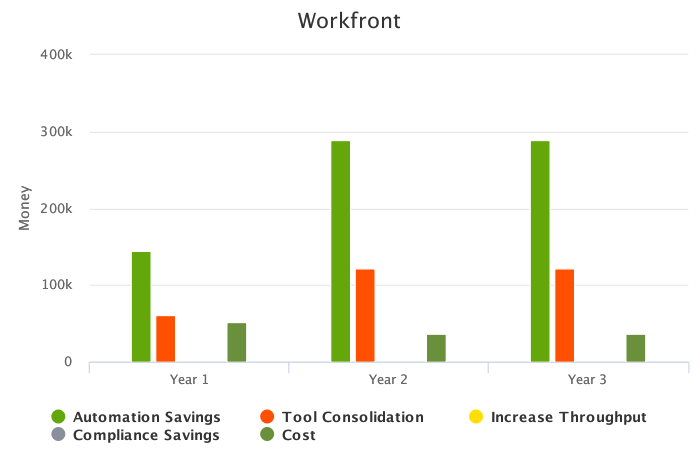 Workfront
400k
300k
200k
100k
0
Money
Year 1 Year 2 Year 3
Automation Savings Tool Consolidation Increase Throughput
Compliance Savings Cost